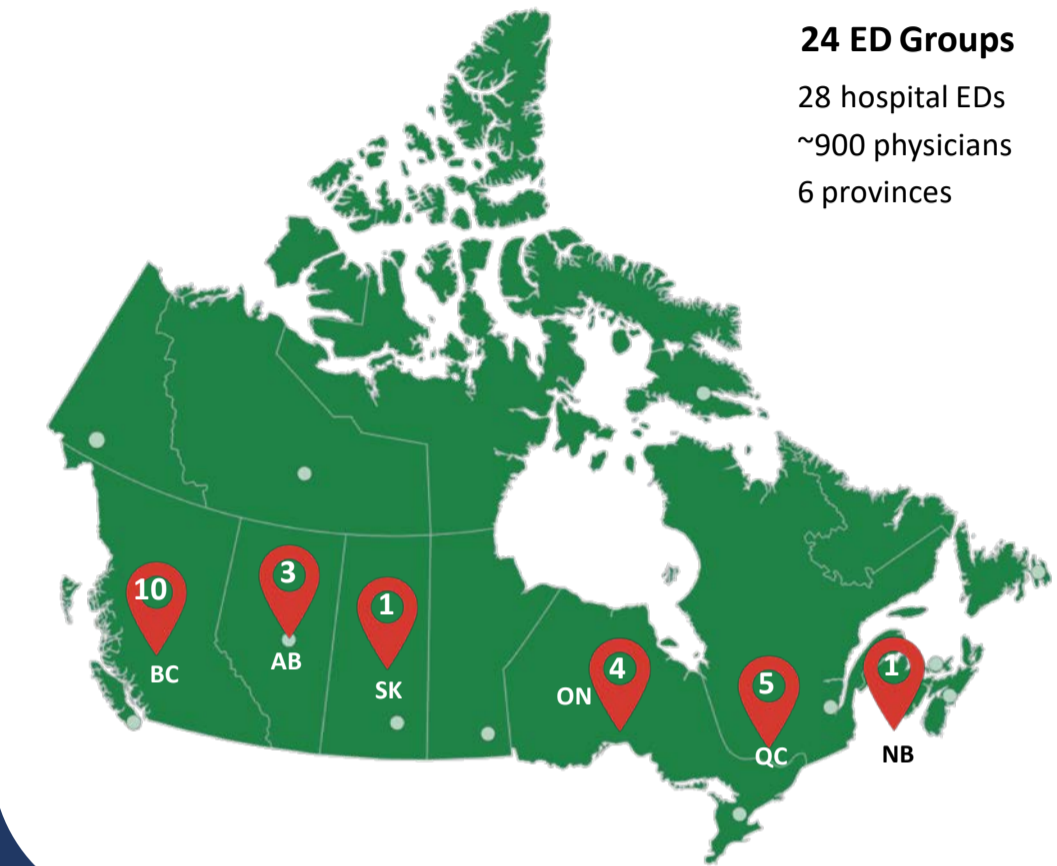 24 ED Groups
28 hospital EDs
~900 physicians
6 provinces
10
BC
3
AB
1
SK
4
ON
5
QC
1
NB